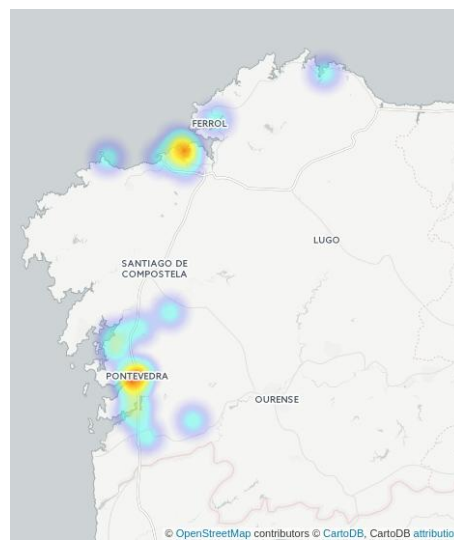 FERROL
LUGO
SANTIAGO DE
COMPOSTELA
PONTEVEDRA
OURENSE
© OpenStreetMap contributors © CartoDB, CartoDB attributio